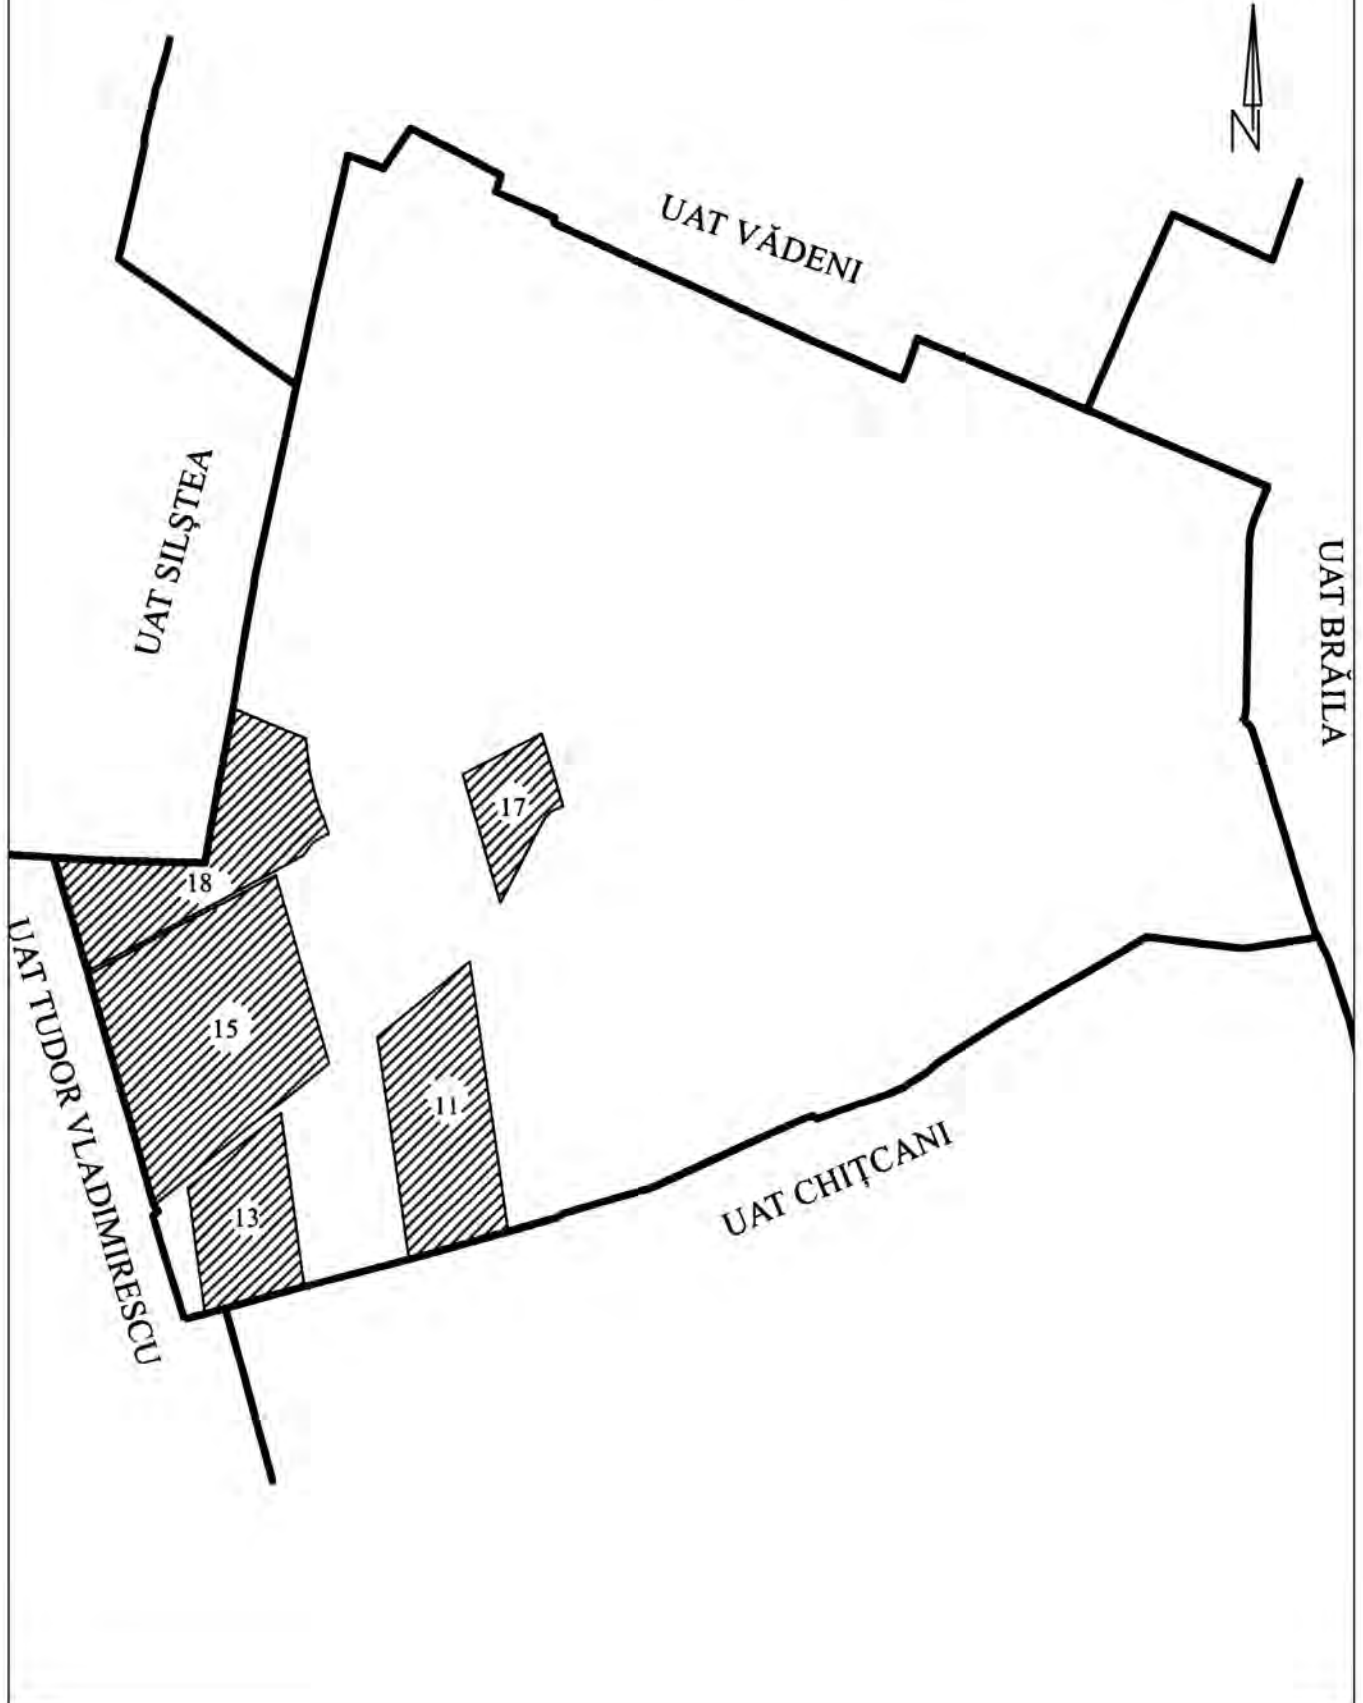 N
UAT VĂDENI
UAT SILȘTEA
UAT BRĂILA
17
18
UAT TUDOR VLADIMIRESCU
15
11
UAT CHIȚCANI
13